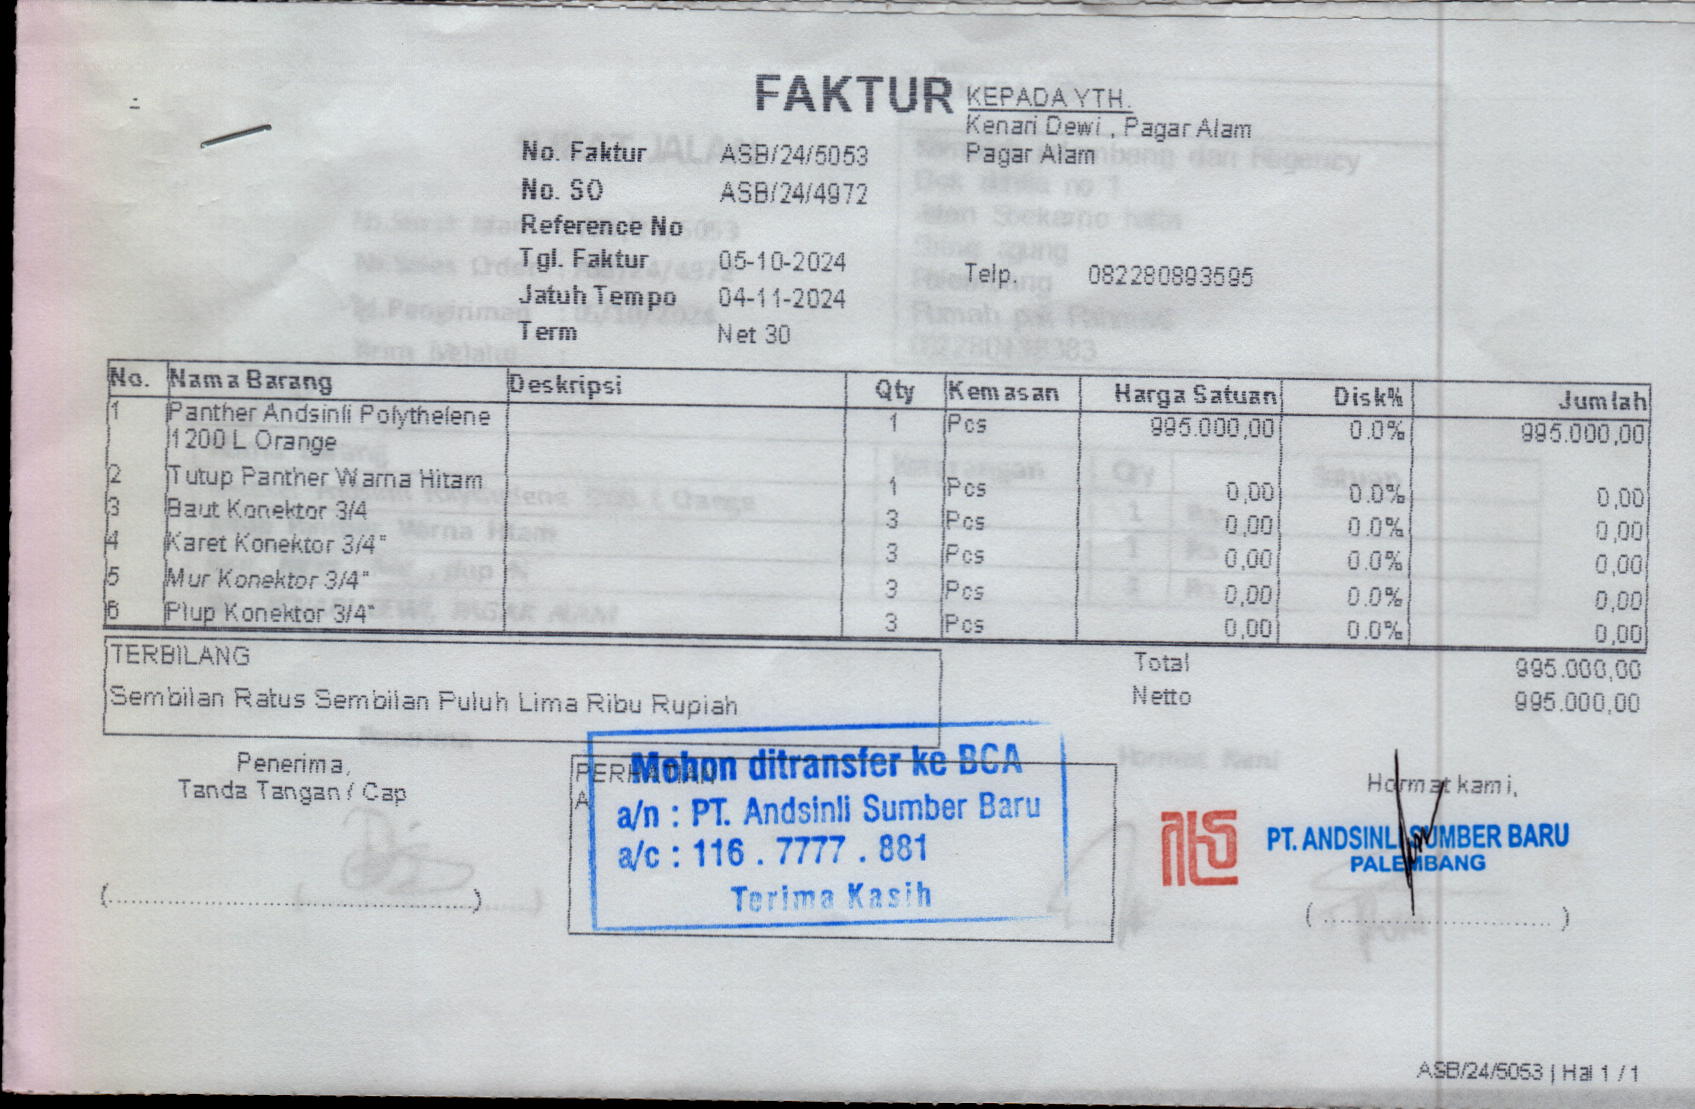 FAKTUR
KEPADA YTH.
Kenari Dewi , Pagar Alam
Pagar Alam
No. Faktur ASB/24/5053
No. SO ASB/24/4972
Reference No
Tgl. Faktur 05-10-2024
Telp. 082280893595
Jatuh Tempo 04-11-2024
Term Net 30
No. Nama Barang Deskripsi Qty Kemasan Harga Satuan Disk% Jumlah
1 Panther Andsinli Polythelene 1 Pcs 995.000,00 0.0% 995.000,00
1200 L Orange
2 Tutup Panther Warna Hitam 1 Pcs 0,00 0.0% 0,00
3 Baut Konektor 3/4 3 Pcs 0,00 0.0% 0,00
4 Karet Konektor 3/4" 3 Pcs 0,00 0.0% 0,00
5 Mur Konektor 3/4" 3 Pcs 0,00 0.0% 0,00
6 Plup Konektor 3/4" 3 Pcs 0,00 0.0% 0,00
TERBILANG
Sembilan Ratus Sembilan Puluh Lima Ribu Rupiah
Total 995.000,00
Netto 995.000,00
Penerima,
Tanda Tangan / Cap
PERHATIAN
A
Mohon ditransfer ke BCA
a/n : PT. Andsinli Sumber Baru
a/c : 116 . 7777 . 881
Terima Kasih
Hormat kami,
PT. ANDSINLI SUMBER BARU
PALEMBANG
ASB/24/5053 | Hal 1 / 1